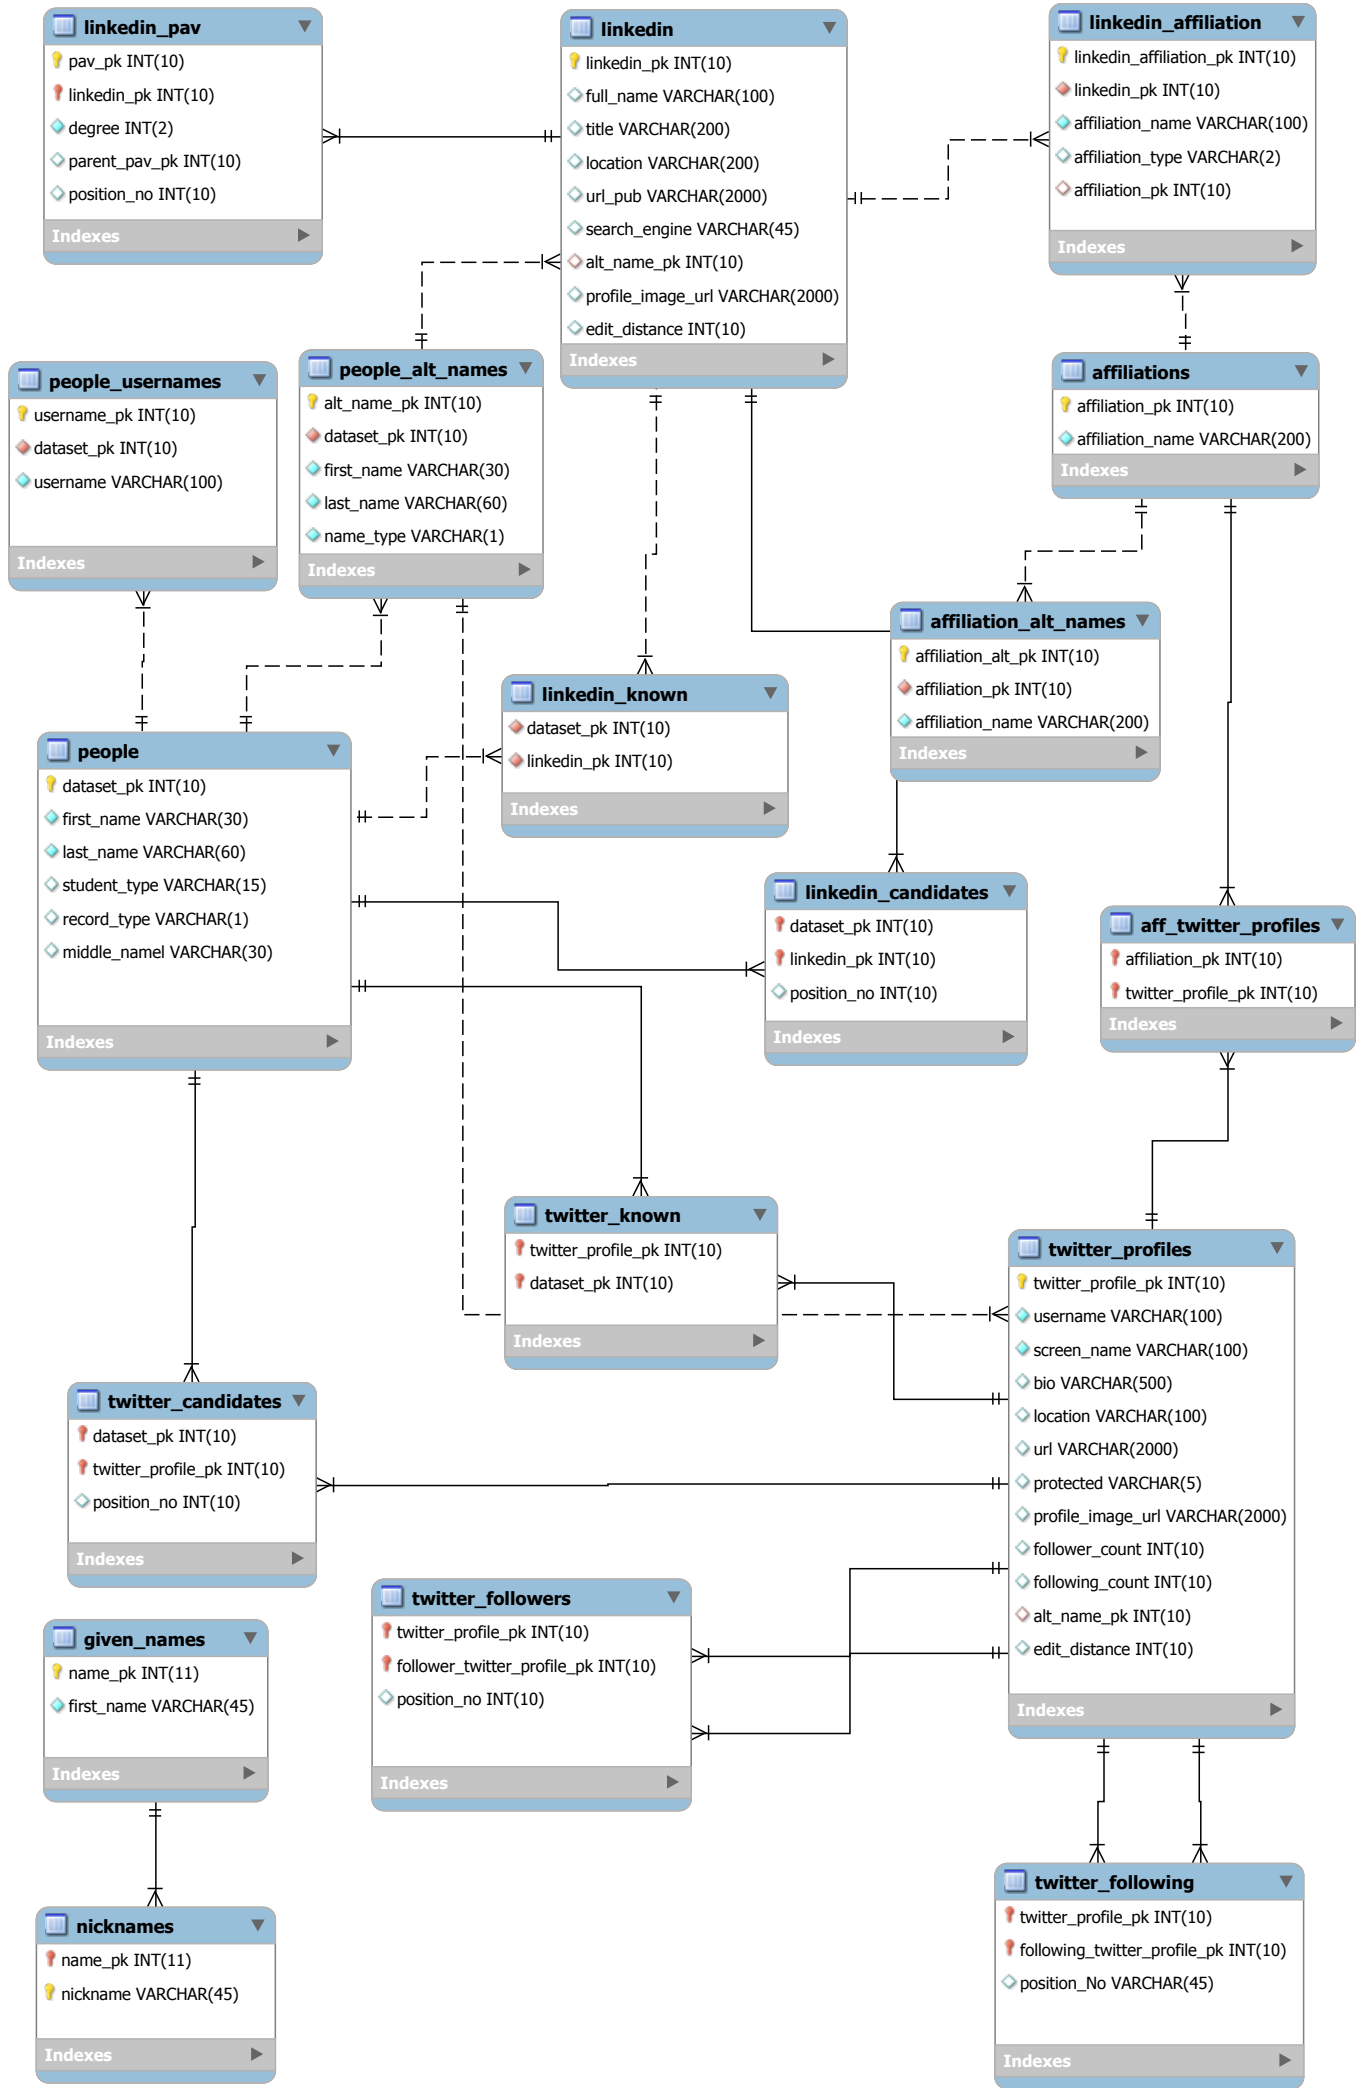 linkedin_pav
pav_pk INT(10)
linkedin_pk INT(10)
degree INT(2)
parent_pav_pk INT(10)
position_no INT(10)
Indexes
linkedin
linkedin_pk INT(10)
full_name VARCHAR(100)
title VARCHAR(200)
location VARCHAR(200)
url_pub VARCHAR(2000)
search_engine VARCHAR(45)
alt_name_pk INT(10)
profile_image_url VARCHAR(2000)
edit_distance INT(10)
Indexes
linkedin_affiliation
linkedin_affiliation_pk INT(10)
linkedin_pk INT(10)
affiliation_name VARCHAR(100)
affiliation_type VARCHAR(2)
affiliation_pk INT(10)
Indexes
people_usernames
username_pk INT(10)
dataset_pk INT(10)
username VARCHAR(100)
Indexes
people_alt_names
alt_name_pk INT(10)
dataset_pk INT(10)
first_name VARCHAR(30)
last_name VARCHAR(60)
name_type VARCHAR(1)
Indexes
affiliations
affiliation_pk INT(10)
affiliation_name VARCHAR(200)
Indexes
affiliation_alt_names
affiliation_alt_pk INT(10)
affiliation_pk INT(10)
affiliation_name VARCHAR(200)
Indexes
linkedin_known
dataset_pk INT(10)
linkedin_pk INT(10)
Indexes
people
dataset_pk INT(10)
first_name VARCHAR(30)
last_name VARCHAR(60)
student_type VARCHAR(15)
record_type VARCHAR(1)
middle_namel VARCHAR(30)
Indexes
linkedin_candidates
dataset_pk INT(10)
linkedin_pk INT(10)
position_no INT(10)
Indexes
aff_twitter_profiles
affiliation_pk INT(10)
twitter_profile_pk INT(10)
Indexes
twitter_known
twitter_profile_pk INT(10)
dataset_pk INT(10)
Indexes
twitter_profiles
twitter_profile_pk INT(10)
username VARCHAR(100)
screen_name VARCHAR(100)
bio VARCHAR(500)
location VARCHAR(100)
url VARCHAR(2000)
protected VARCHAR(5)
profile_image_url VARCHAR(2000)
follower_count INT(10)
following_count INT(10)
alt_name_pk INT(10)
edit_distance INT(10)
Indexes
twitter_candidates
dataset_pk INT(10)
twitter_profile_pk INT(10)
position_no INT(10)
Indexes
twitter_followers
twitter_profile_pk INT(10)
follower_twitter_profile_pk INT(10)
position_no INT(10)
Indexes
given_names
name_pk INT(11)
first_name VARCHAR(45)
Indexes
nicknames
name_pk INT(11)
nickname VARCHAR(45)
Indexes
twitter_following
twitter_profile_pk INT(10)
following_twitter_profile_pk INT(10)
position_No VARCHAR(45)
Indexes